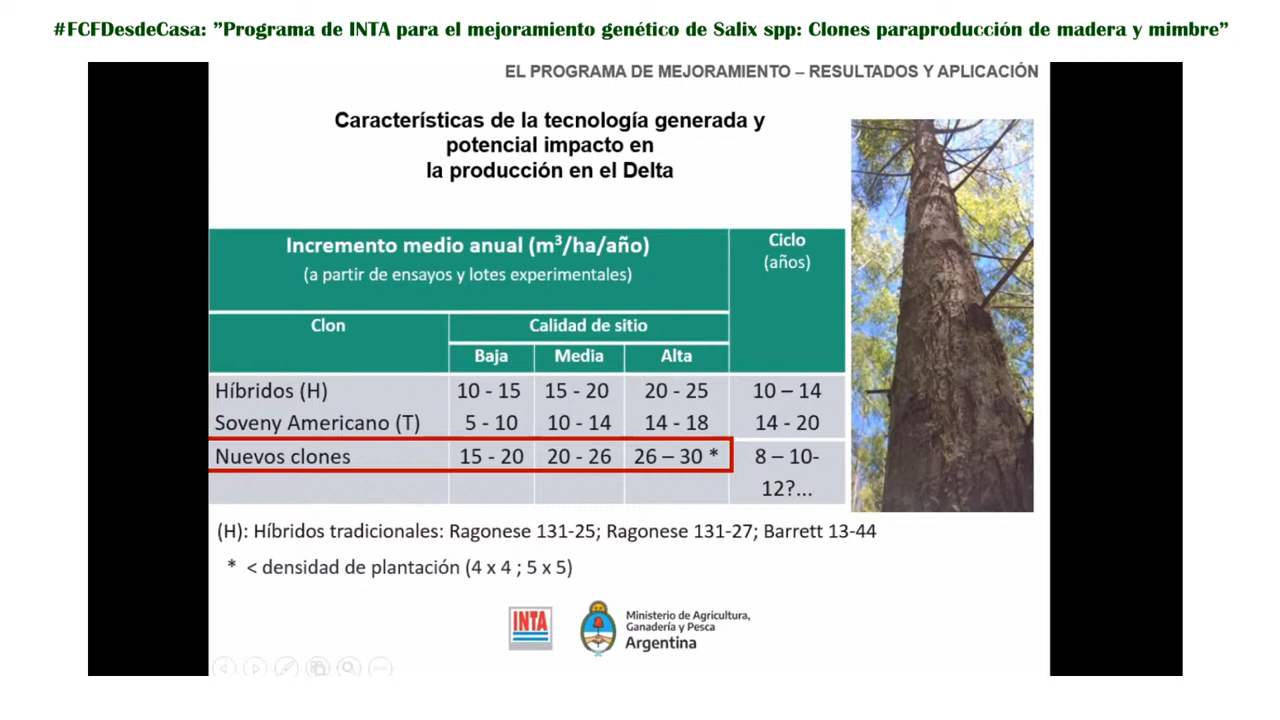 #FCFDesdeCasa: ”Programa de INTA para el mejoramiento genético de Salix spp: Clones paraproducción de madera y mimbre”
EL PROGRAMA DE MEJORAMIENTO – RESULTADOS Y APLICACIÓN
Características de la tecnología generada y
potencial impacto en
la producción en el Delta
Incremento medio anual (m³/ha/año)
(a partir de ensayos y lotes experimentales)
Ciclo
(años)
Clon
Calidad de sitio
Baja Media Alta
Híbridos (H) 10 - 15 15 - 20 20 - 25 10 – 14
Soveny Americano (T) 5 - 10 10 - 14 14 - 18 14 - 20
Nuevos clones 15 - 20 20 - 26 26 – 30 * 8 – 10-
12?...
(H): Híbridos tradicionales: Ragonese 131-25; Ragonese 131-27; Barrett 13-44
* < densidad de plantación (4 x 4 ; 5 x 5)
INTA
Ministerio de Agricultura,
Ganadería y Pesca
Argentina